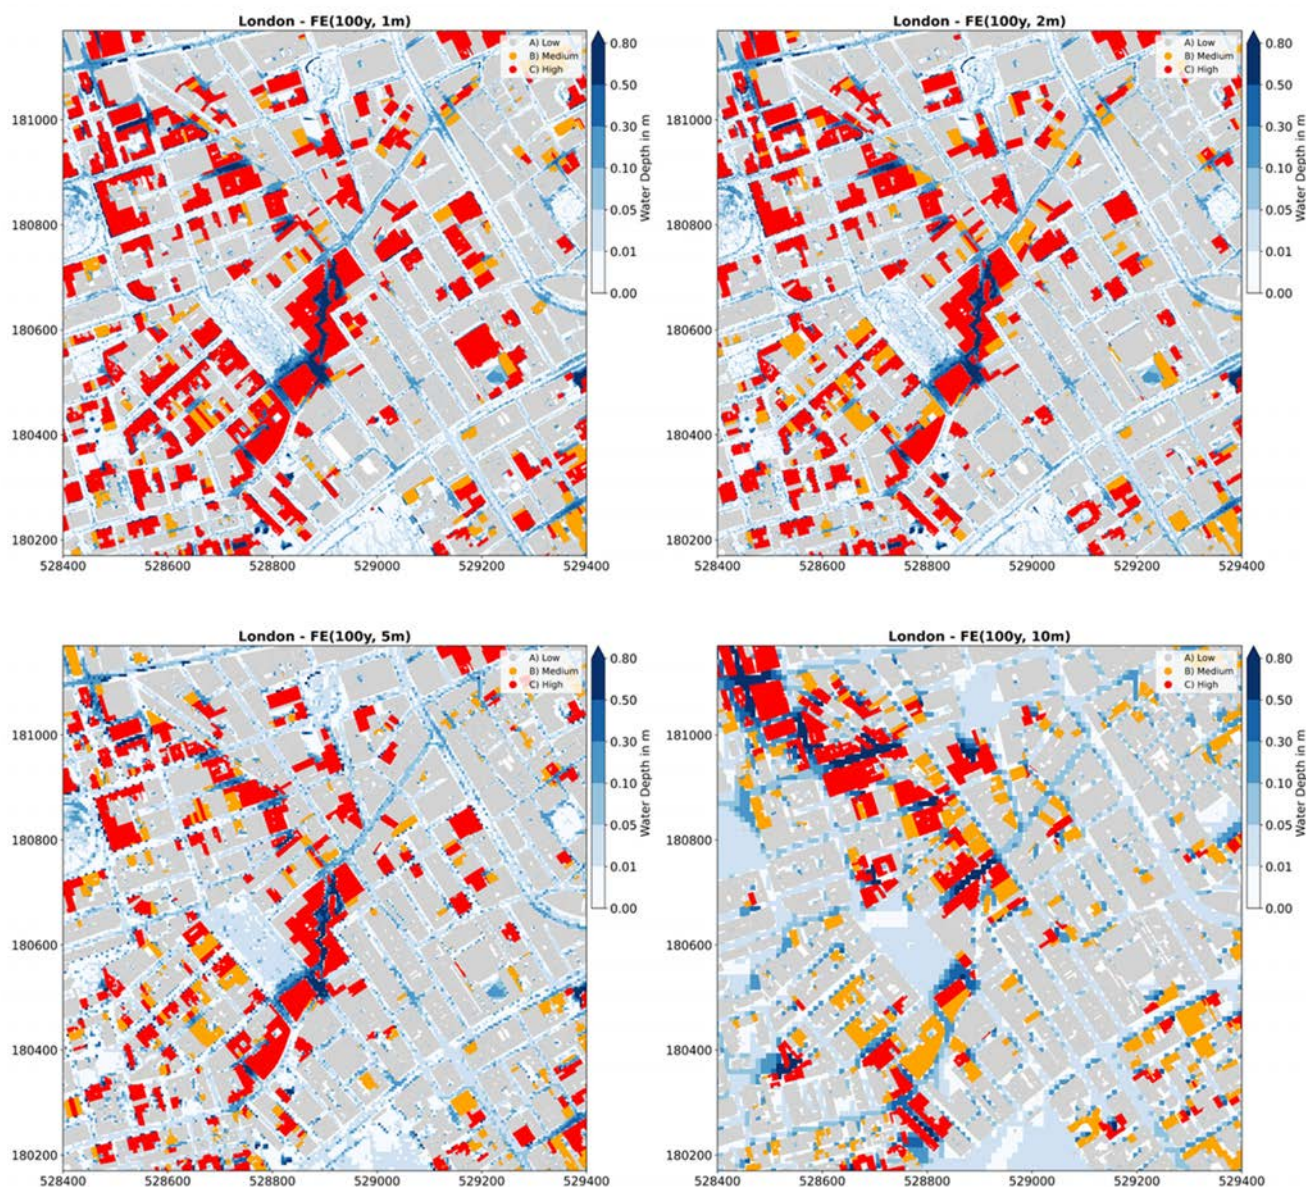 London - FE(100y, 1m)
A) Low
B) Medium
C) High
0.80
0.50
0.30
0.10
0.05
0.01
0.00
Water Depth in m
181000
180800
180600
180400
180200
528400 528600 528800 529000 529200 529400
London - FE(100y, 2m)
A) Low
B) Medium
C) High
0.80
0.50
0.30
0.10
0.05
0.01
0.00
Water Depth in m
181000
180800
180600
180400
180200
528400 528600 528800 529000 529200 529400
London - FE(100y, 5m)
A) Low
B) Medium
C) High
0.80
0.50
0.30
0.10
0.05
0.01
0.00
Water Depth in m
181000
180800
180600
180400
180200
528400 528600 528800 529000 529200 529400
London - FE(100y, 10m)
A) Low
B) Medium
C) High
0.80
0.50
0.30
0.10
0.05
0.01
0.00
Water Depth in m
181000
180800
180600
180400
180200
528400 528600 528800 529000 529200 529400